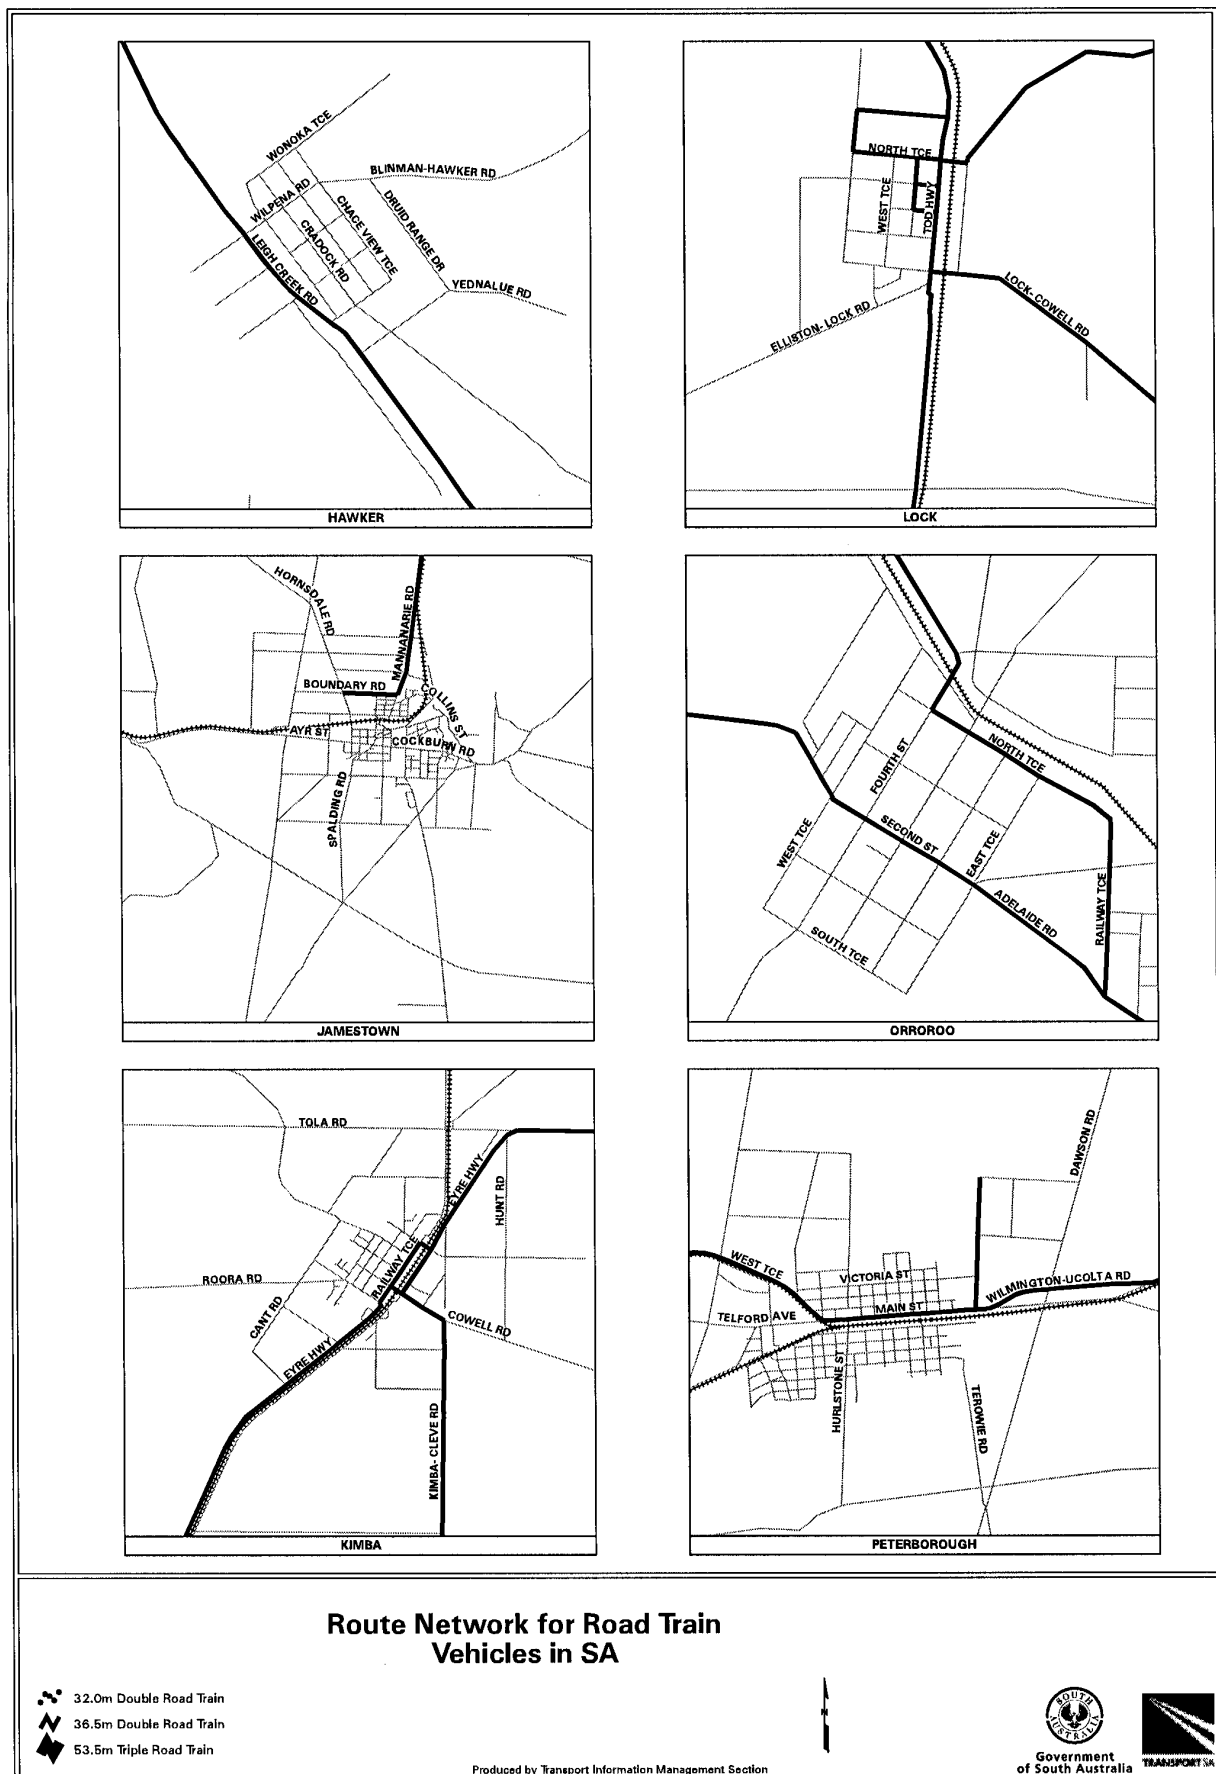 WONOKA TCE
BLINMAN-HAWKER RD
WILPENA RD
CHACE VIEW TCE
DRUID RANGE DR
CRADOCK RD
LEIGH CREEK RD
YEDNALUE RD
HAWKER
NORTH TCE
WEST TCE
TOD HWY
LOCK-COWELL RD
ELLISTON-LOCK RD
LOCK
HORNSDALE RD
MANNANARIE RD
BOUNDARY RD
COLLINS ST
AYR ST
COCKBURN RD
SPALDING RD
JAMESTOWN
NORTH TCE
FOURTH ST
SECOND ST
WEST TCE
EAST TCE
ADELAIDE RD
RAILWAY TCE
SOUTH TCE
ORROROO
TOLA RD
EYRE HWY
HUNT RD
RAILWAY TCE
ROORA RD
CANT RD
COWELL RD
EYRE HWY
KIMBA-CLEVE RD
KIMBA
DAWSON RD
WEST TCE
VICTORIA ST
WILMINGTON-UCOLTA RD
MAIN ST
TELFORD AVE
HURLSTONE ST
TEROWIE RD
PETERBOROUGH
Route Network for Road Train
Vehicles in SA
32.0m Double Road Train
36.5m Double Road Train
53.5m Triple Road Train
N
Produced by Transport Information Management Section
SOUTH AUSTRALIA
Government
of South Australia
TRANSPORT SA